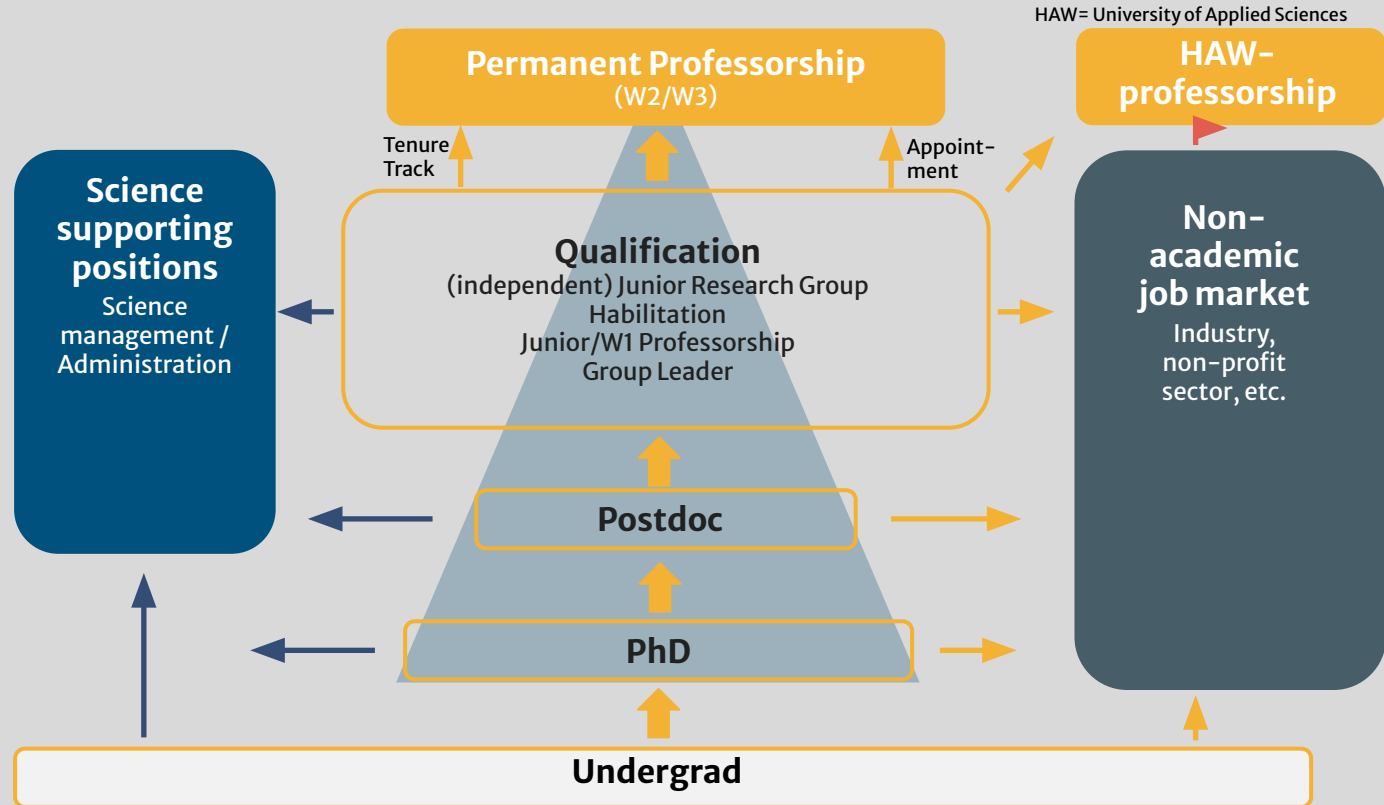 HAW= University of Applied Sciences
Permanent Professorship
(W2/W3)
HAW-
professorship
Tenure
Track
Appoint-
ment
Science
supporting
positions
Science
management /
Administration
Qualification
(independent) Junior Research Group
Habilitation
Junior/W1 Professorship
Group Leader
Non-
academic
job market
Industry,
non-profit
sector, etc.
Postdoc
PhD
Undergrad